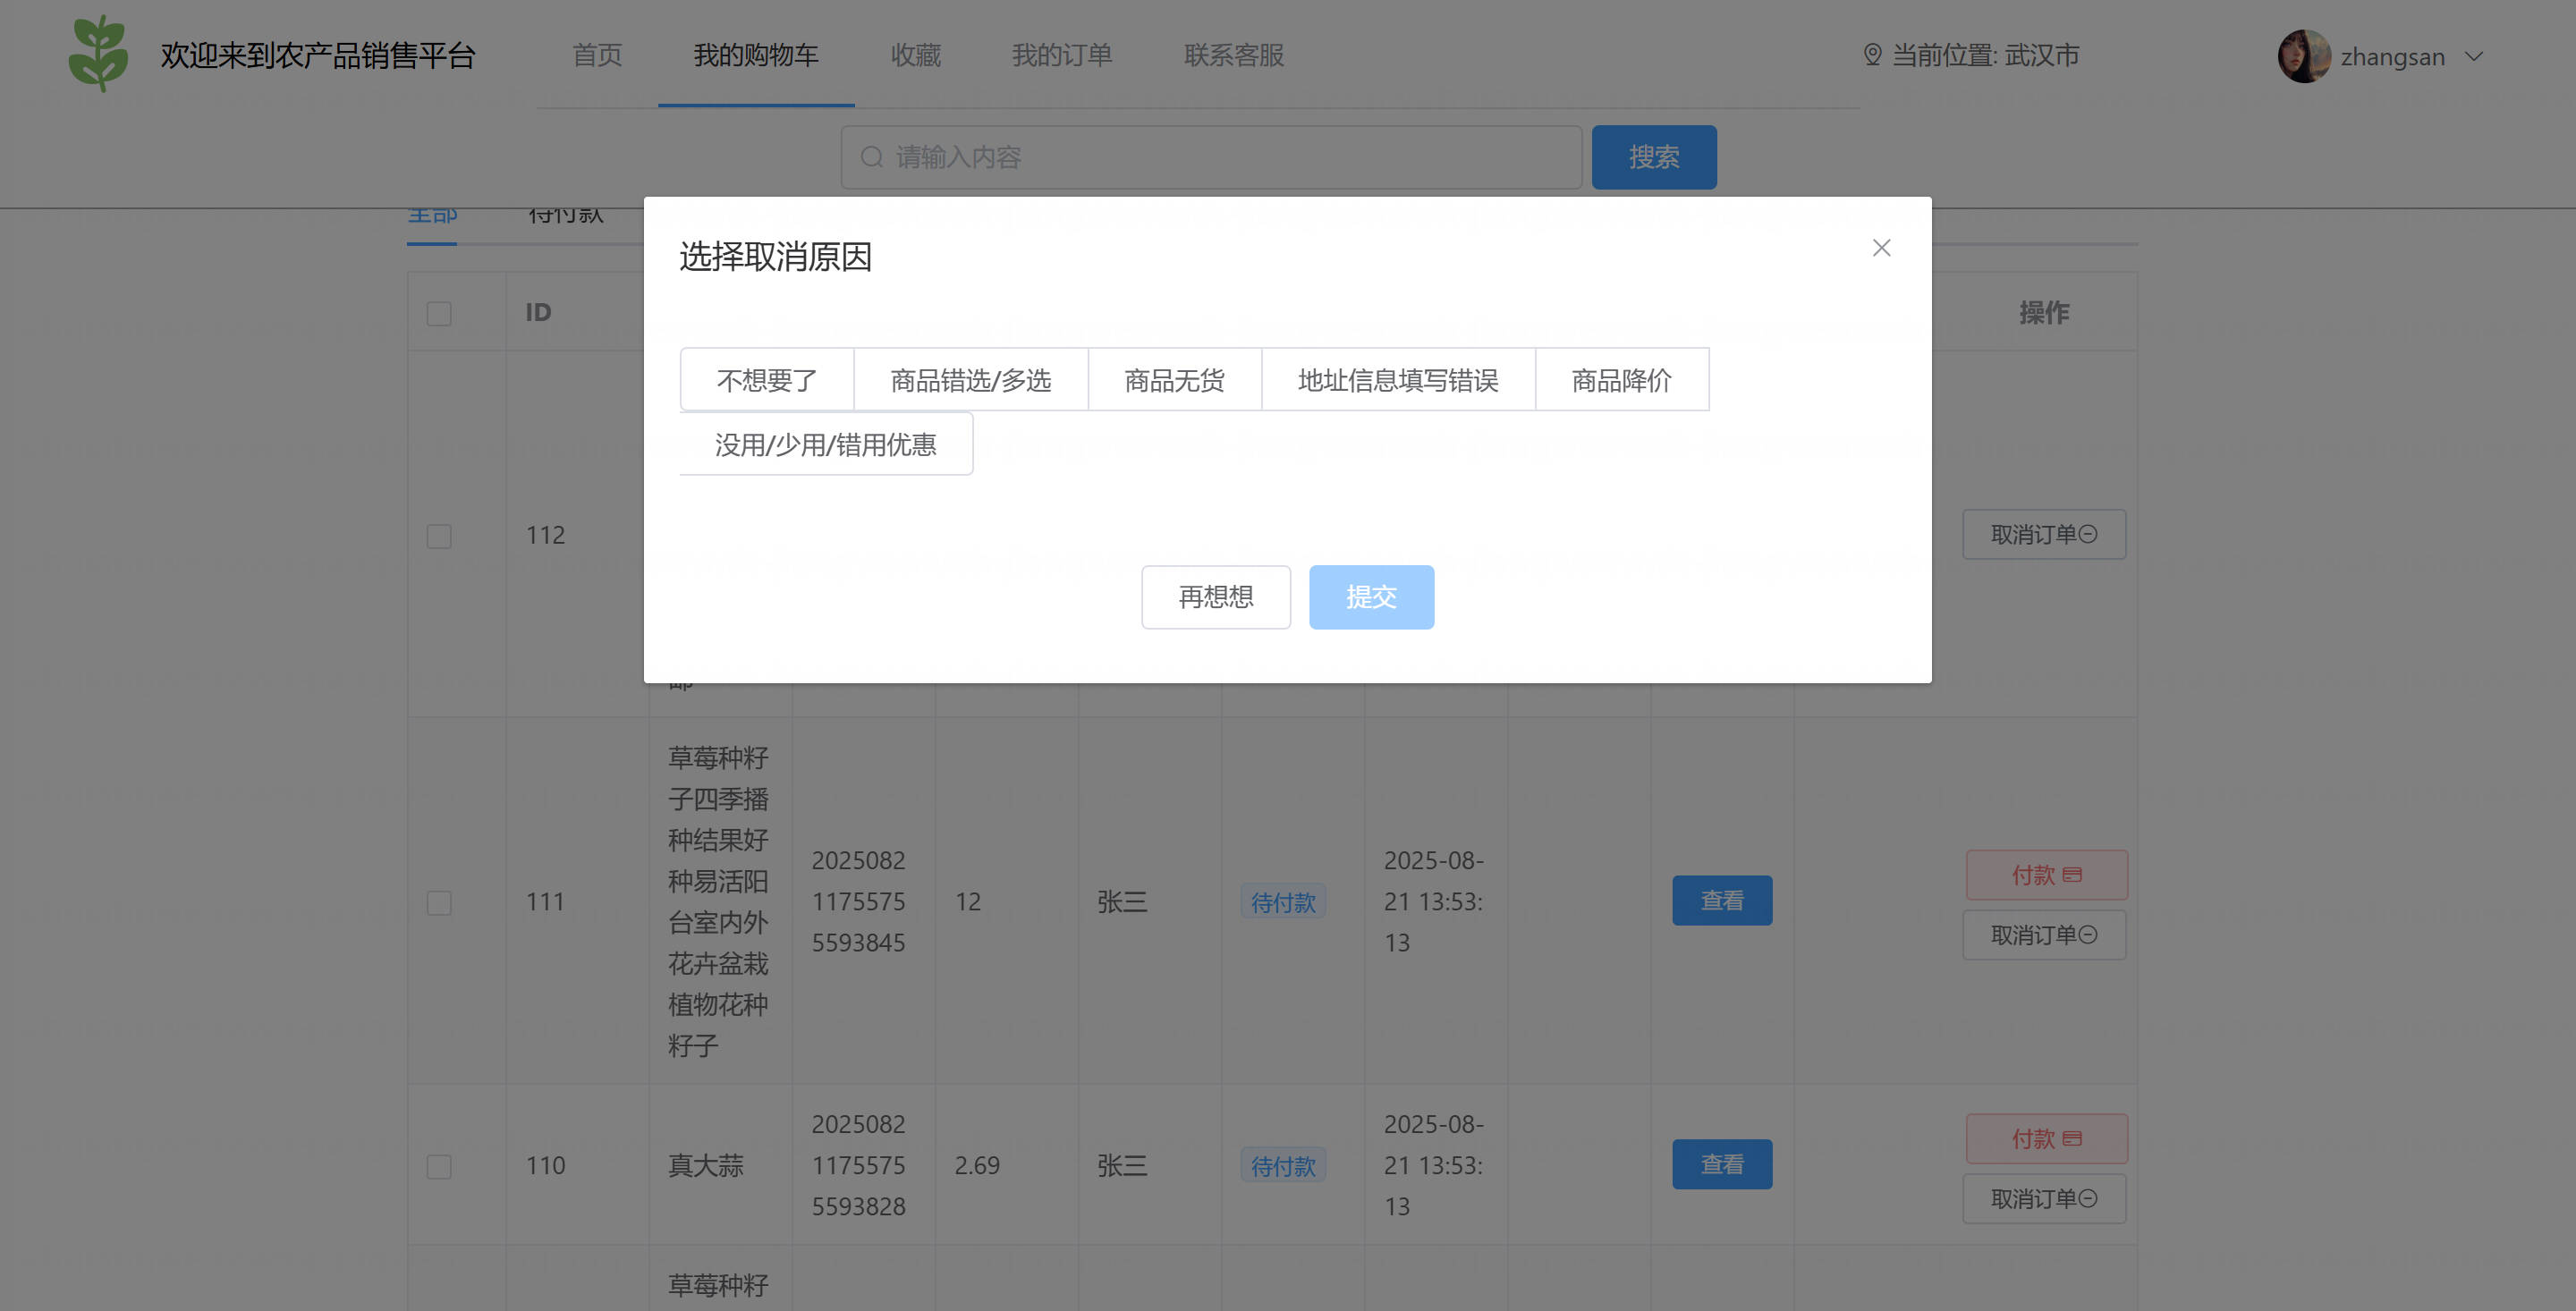 欢迎来到农产品销售平台
首页
我的购物车
收藏
我的订单
联系客服
当前位置: 武汉市
zhangsan
请输入内容
搜索
全部
待付款
选择取消原因
不想要了
商品错选/多选
商品无货
地址信息填写错误
商品降价
没用/少用/错用优惠
再想想
提交
ID
操作
112
取消订单
111
草莓种籽
子四季播
种结果好
种易活阳
台室内外
花卉盆栽
植物花种
籽子
2025082
1175575
5593845
12
张三
待付款
2025-08-
21 13:53:
13
查看
付款
取消订单
110
真大蒜
2025082
1175575
5593828
2.69
张三
待付款
2025-08-
21 13:53:
13
查看
付款
取消订单
草莓种籽